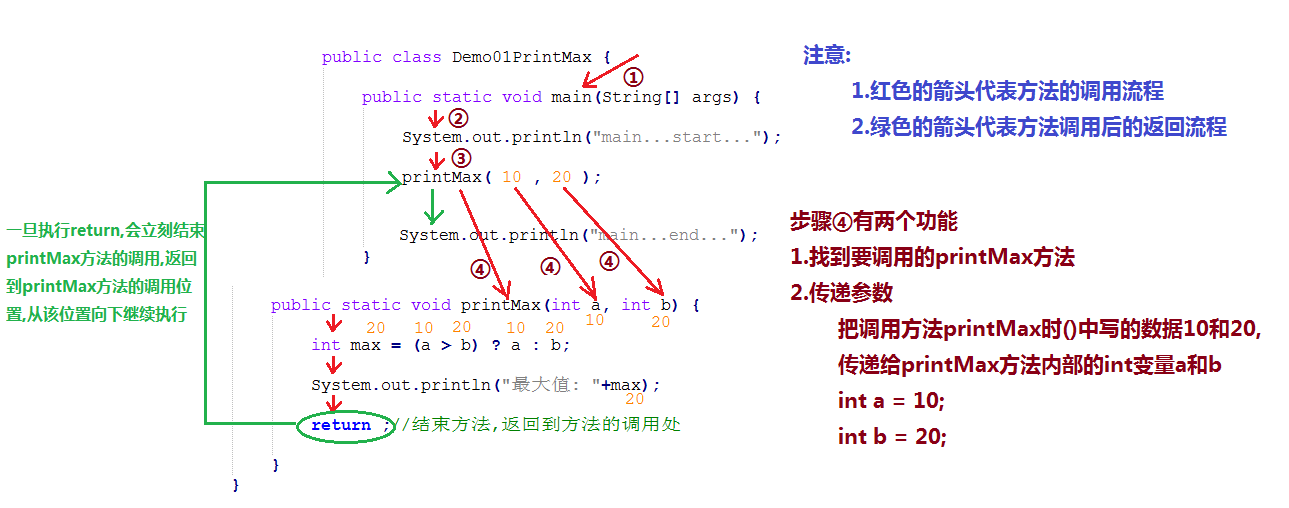 public class Demo01PrintMax {
①
public static void main(String[] args) {
②
System.out.println("main...start...");
③
printMax( 10 , 20 );
System.out.println("main...end...");
}
④ ④ ④
public static void printMax(int a, int b) {
20 10 20 10 20 10 20
int max = (a > b) ? a : b;
System.out.println("最大值: "+max);
20
return ;//结束方法,返回到方法的调用处
}
}
一旦执行return,会立刻结束
printMax方法的调用,返回
到printMax方法的调用位
置,从该位置向下继续执行
注意:
1.红色的箭头代表方法的调用流程
2.绿色的箭头代表方法调用后的返回流程
步骤④有两个功能
1.找到要调用的printMax方法
2.传递参数
把调用方法printMax时()中写的数据10和20,
传递给printMax方法内部的int变量a和b
int a = 10;
int b = 20;